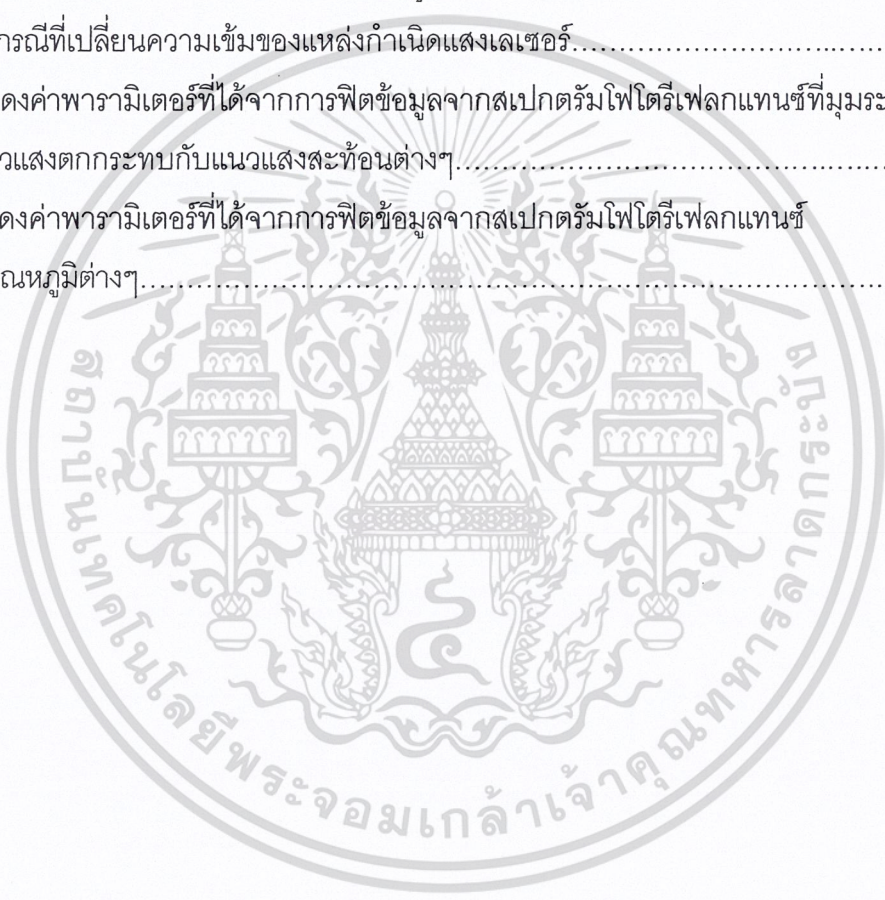 กรณีที่เปลี่ยนความเข้มของแหล่งกำเนิดแสงเลเซอร์
ดงค่าพารามิเตอร์ที่ได้จากการฟิตข้อมูลจากสเปกตรัมโฟโตรีเฟลกแทนซ์ที่มุมระ
วแสงตกกระทบกับแนวแสงสะท้อนต่างๆ
ดงค่าพารามิเตอร์ที่ได้จากการฟิตข้อมูลจากสเปกตรัมโฟโตรีเฟลกแทนซ์
ณหภูมิต่างๆ
สถาบันเทคโนโลยีพระจอมเกล้าเจ้าคุณทหารลาดกระบัง
๔